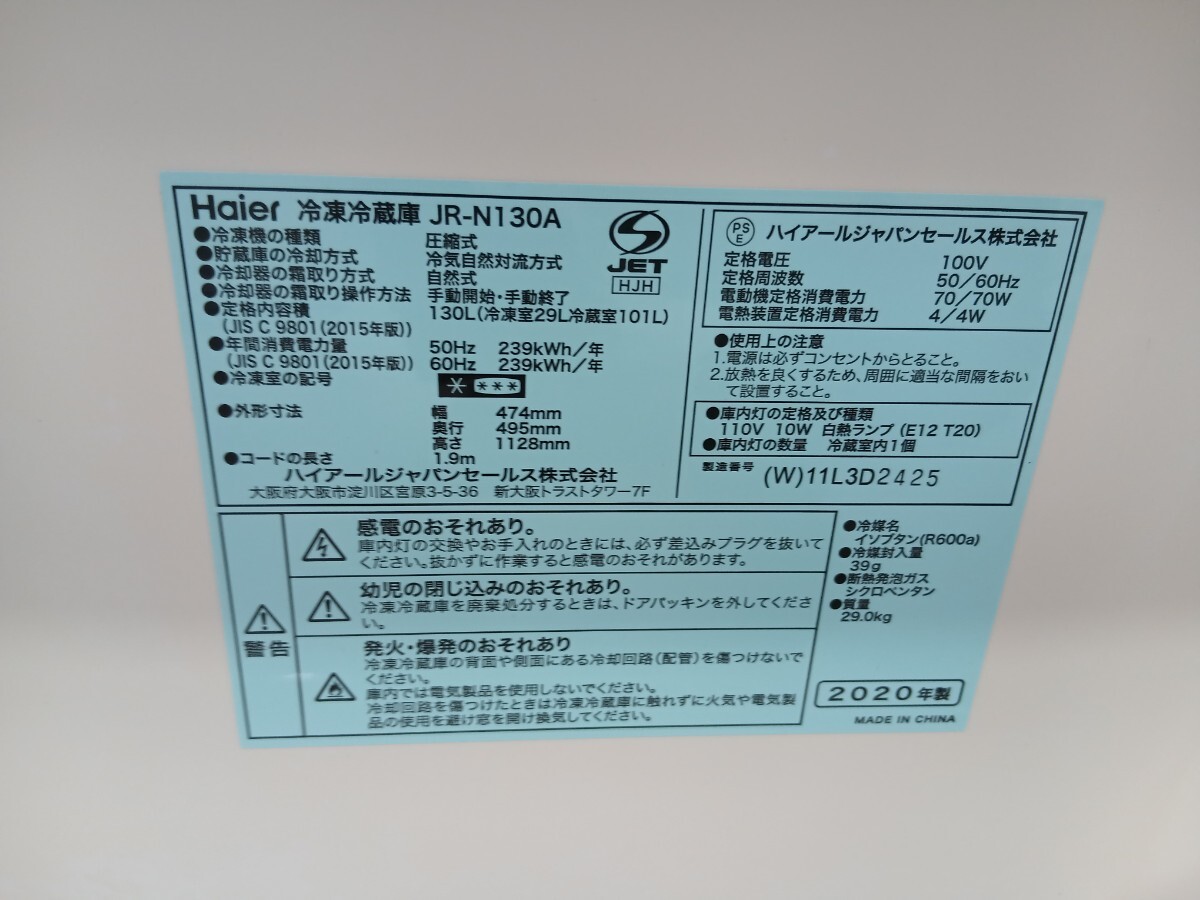 Haier 冷凍冷蔵庫 JR-N130A
●冷凍機の種類 圧縮式
●貯蔵庫の冷却方式 冷気自然対流方式
●冷却器の霜取り方式 自然式
●冷却器の霜取り操作方法 手動開始・手動終了
●定格内容積 130L(冷凍室29L冷蔵室101L)
(JIS C 9801(2015年版))
●年間消費電力量 50Hz 239kWh/年
(JIS C 9801(2015年版)) 60Hz 239kWh/年
●冷凍室の記号
●外形寸法 幅 474mm
奥行 495mm
高さ 1128mm
●コードの長さ 1.9m
ハイアールジャパンセールス株式会社
大阪府大阪市淀川区宮原3-5-36 新大阪トラストタワー7F
JET
HJH
PS
E
ハイアールジャパンセールス株式会社
定格電圧 100V
定格周波数 50/60Hz
電動機定格消費電力 70/70W
電熱装置定格消費電力 4/4W
●使用上の注意
1.電源は必ずコンセントからとること。
2.放熱を良くするため、周囲に適当な間隔をおい
て設置すること。
●庫内灯の定格及び種類
110V 10W 白熱ランプ (E12 T20)
●庫内灯の数量 冷蔵室内1個
製造番号 (W)11L3D2425
警告
感電のおそれあり。
庫内灯の交換やお手入れのときには、必ず差込みプラグを抜いて
ください。抜かずに作業すると感電のおそれがあります。
幼児の閉じ込みのおそれあり。
冷凍冷蔵庫を廃棄処分するときは、ドアパッキンを外してくださ
い。
発火・爆発のおそれあり
冷凍冷蔵庫の背面や側面にある冷却回路(配管)を傷つけないで
ください。
庫内では電気製品を使用しないでください。
冷却回路を傷つけたときは冷凍冷蔵庫に触れずに火気や電気製
品の使用を避け窓を開け換気してください。
●冷媒名
イソブタン(R600a)
●冷媒封入量
39g
●断熱発泡ガス
シクロペンタン
●質量
29.0kg
2020年製
MADE IN CHINA